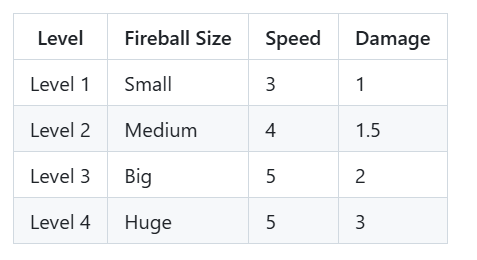 Level Fireball Size Speed Damage
Level 1 Small 3 1
Level 2 Medium 4 1.5
Level 3 Big 5 2
Level 4 Huge 5 3